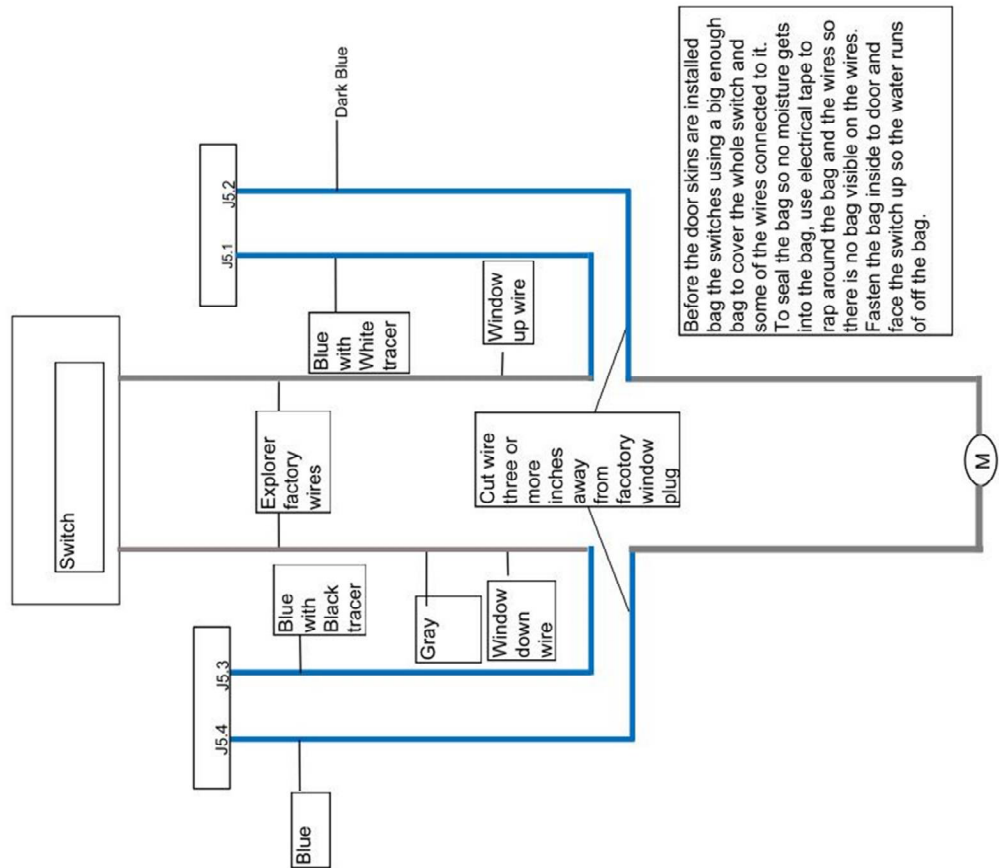 Switch
J5.4
J5.3
J5.1
J5.2
Dark Blue
Blue
Blue
with
Black
tracer
Explorer
factory
wires
Blue
with
White
tracer
Gray
Window
down
wire
Window
up wire
Cut wire
three or
more
inches
away
from
facotory
window
plug
M
Before the door skins are installed
bag the switches using a big enough
bag to cover the whole switch and
some of the wires connected to it.
To seal the bag so no moisture gets
into the bag, use electrical tape to
rap around the bag and the wires so
there is no bag visible on the wires.
Fasten the bag inside to door and
face the switch up so the water runs
of off the bag.